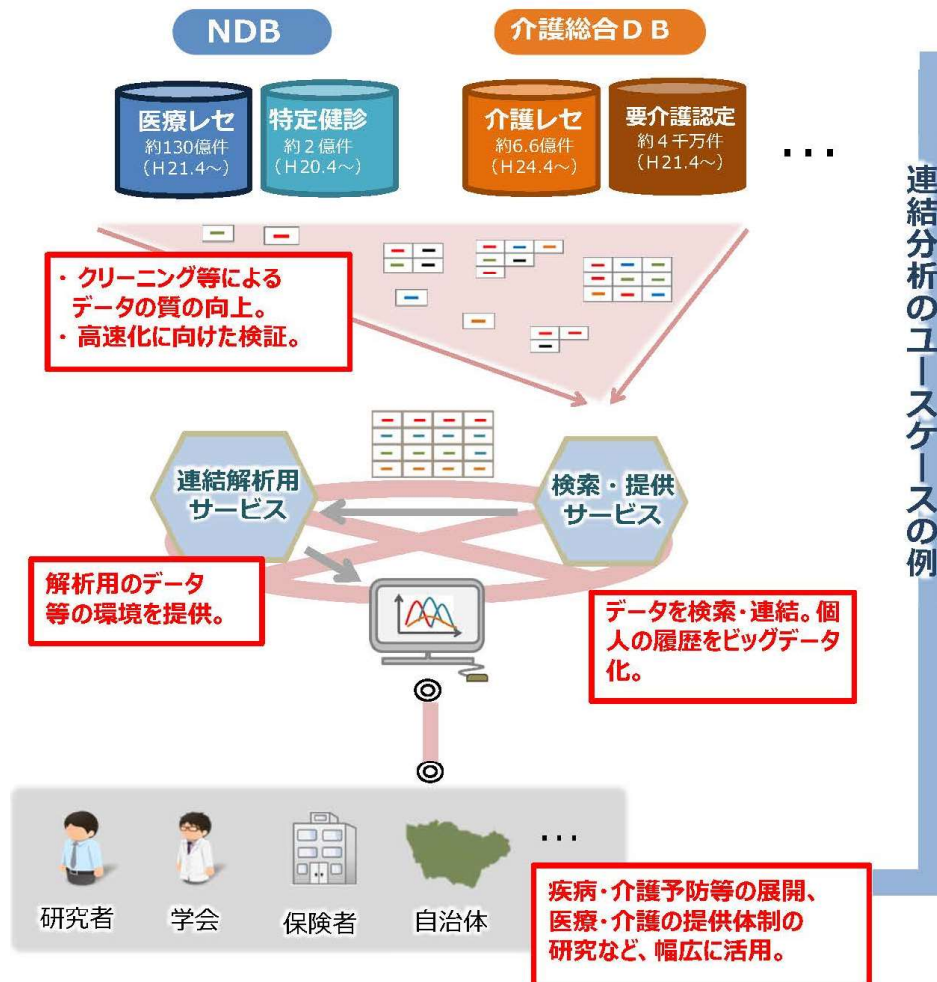 NDB
介護総合DB
医療レセ
約130億件
(H21.4~)
特定健診
約2億件
(H20.4~)
介護レセ
約6.6億件
(H24.4~)
要介護認定
約4千万件
(H21.4~)
…
連結分析のユースケースの例
・ クリーニング等による
データの質の向上。
・ 高速化に向けた検証。
連結解析用
サービス
検索・提供
サービス
解析用のデータ
等の環境を提供。
データを検索・連結。個
人の履歴をビッグデータ
化。
研究者
学会
保険者
自治体
…
疾病・介護予防等の展開、
医療・介護の提供体制の
研究など、幅広に活用。